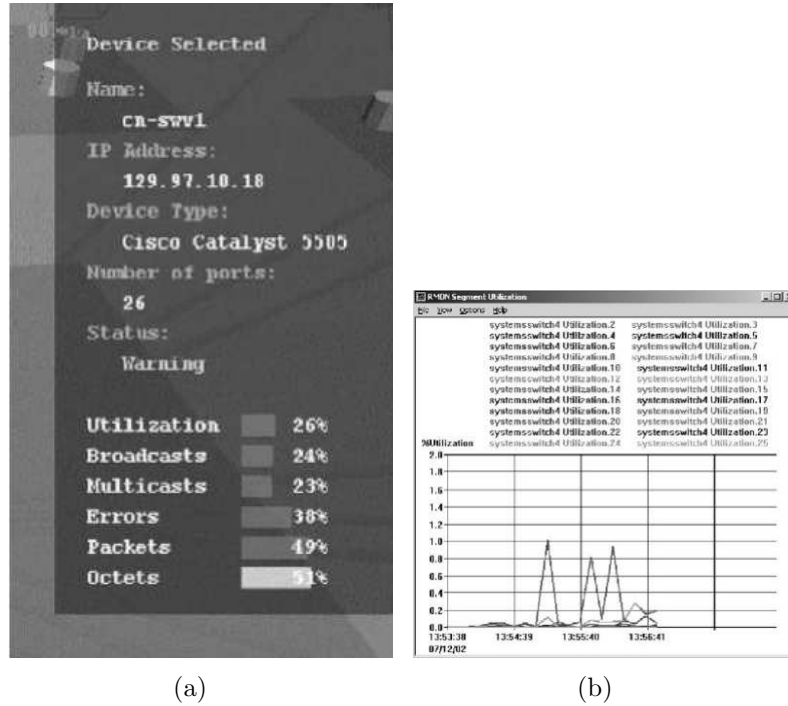 Device Selected
Name:
cn-swv1
IP Address:
129.97.10.18
Device Type:
Cisco Catalyst 5505
Number of ports:
26
Status:
Warning
Utilization 26%
Broadcasts 24%
Multicasts 23%
Errors 38%
Packets 49%
Octets 51%
(a)
RMON Segment Utilization
File View Options Help
systemsswitch4 Utilization.2 systemsswitch4 Utilization.3
systemsswitch4 Utilization.4 systemsswitch4 Utilization.5
systemsswitch4 Utilization.6 systemsswitch4 Utilization.7
systemsswitch4 Utilization.8 systemsswitch4 Utilization.9
systemsswitch4 Utilization.10 systemsswitch4 Utilization.11
systemsswitch4 Utilization.12 systemsswitch4 Utilization.13
systemsswitch4 Utilization.14 systemsswitch4 Utilization.15
systemsswitch4 Utilization.16 systemsswitch4 Utilization.17
systemsswitch4 Utilization.18 systemsswitch4 Utilization.19
systemsswitch4 Utilization.20 systemsswitch4 Utilization.21
systemsswitch4 Utilization.22 systemsswitch4 Utilization.23
%Utilization systemsswitch4 Utilization.24 systemsswitch4 Utilization.25
2.0
1.8
1.6
1.4
1.2
1.0
0.8
0.6
0.4
0.2
0.0
13:53:38 13:54:39 13:55:40 13:56:41
07/12/02
(b)